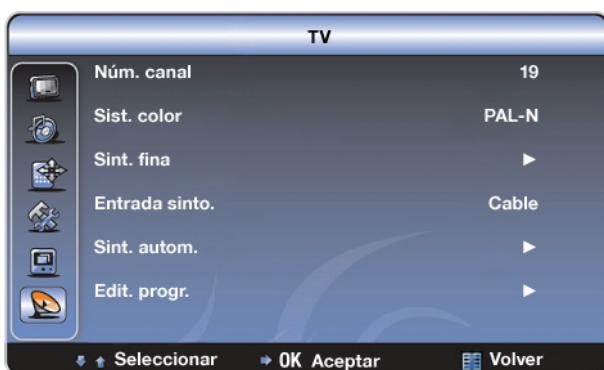 TV
Núm. canal 19
Sist. color PAL-N
Sint. fina ►
Entrada sinto. Cable
Sint. autom. ►
Edit. progr. ►
Seleccionar OK Aceptar Volver